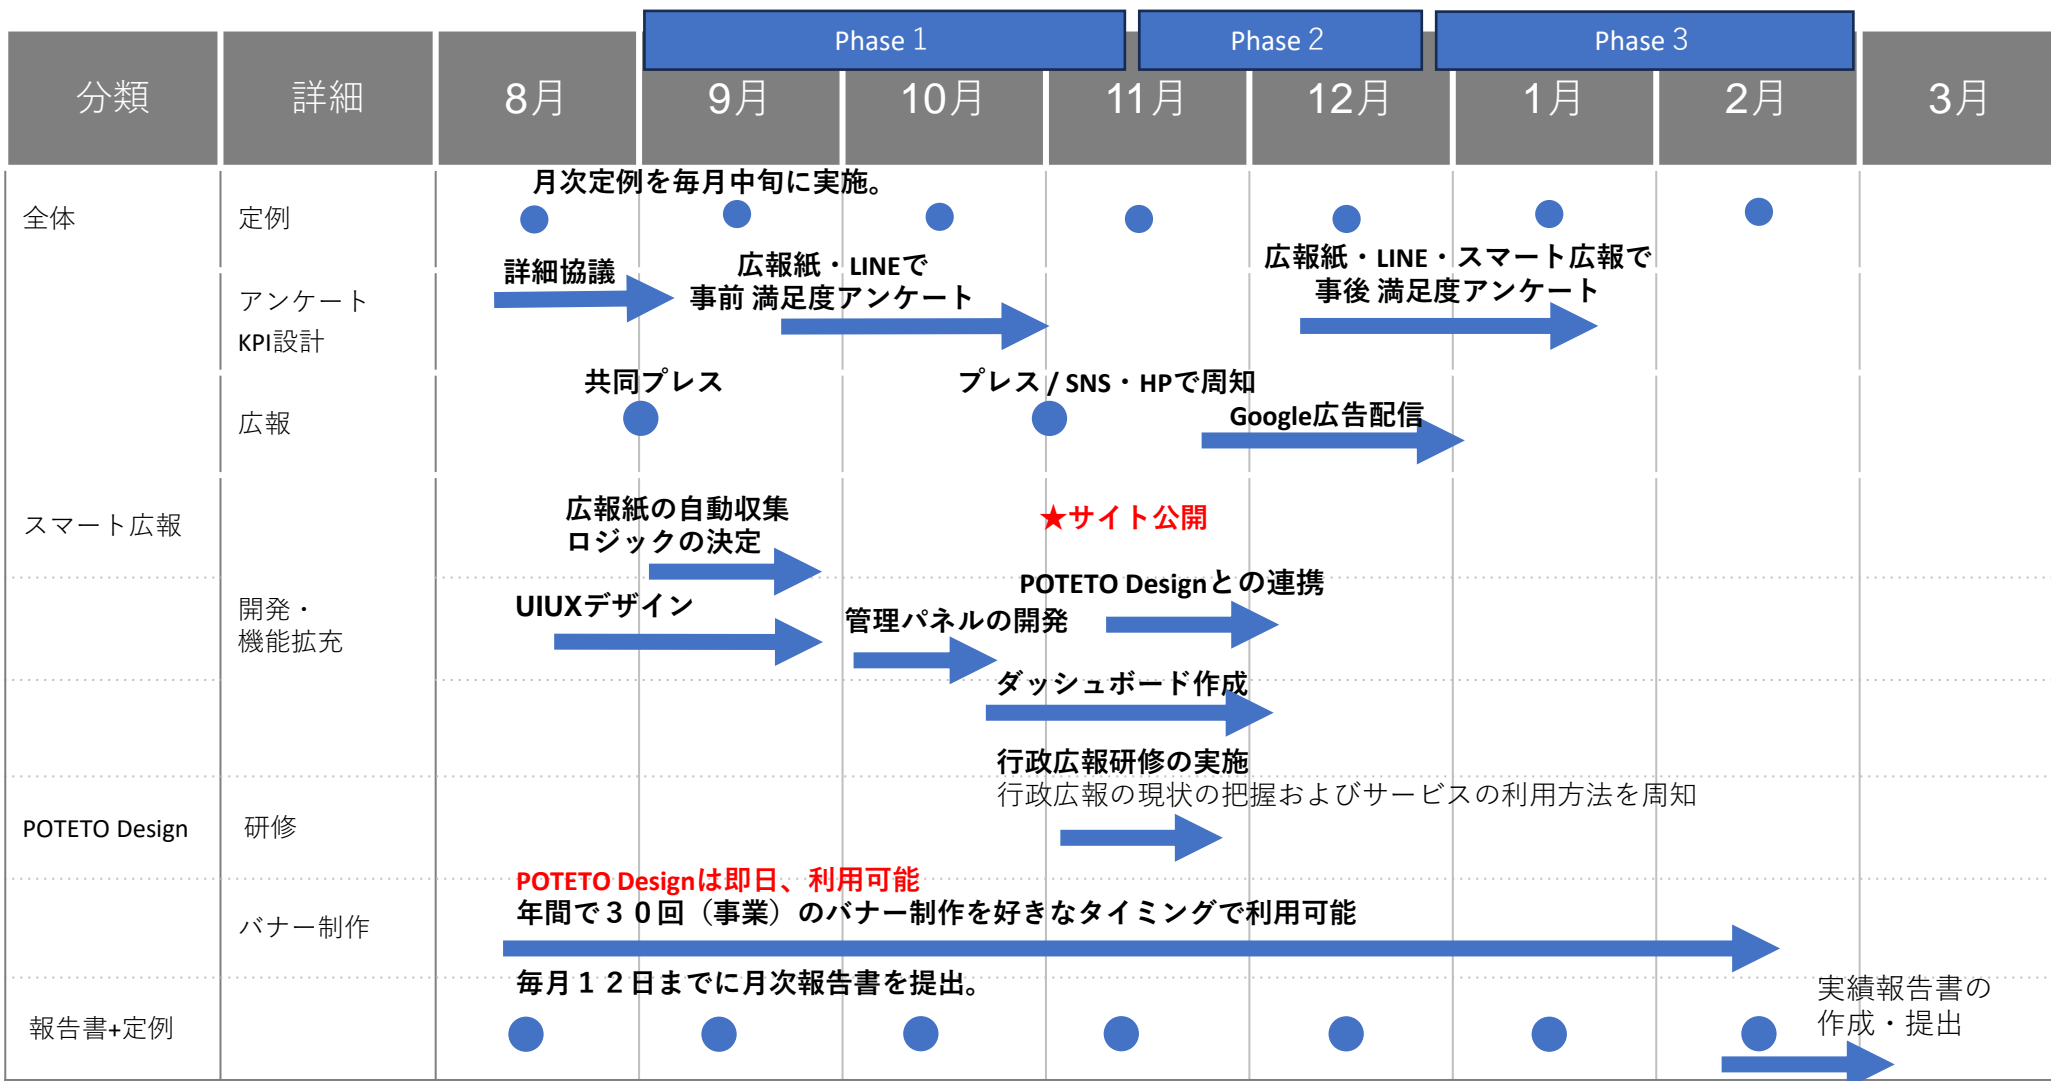 Phase 1
Phase 2
Phase 3
分類
詳細
8月
9月
10月
11月
12月
1月
2月
3月
月次定例を毎月中旬に実施。
全体
定例
詳細協議
広報紙・LINEで
事前 満足度アンケート
広報紙・LINE・スマート広報で
事後 満足度アンケート
アンケート
KPI設計
共同プレス
プレス / SNS・HPで周知
Google広告配信
広報
スマート広報
広報紙の自動収集
ロジックの決定
★サイト公開
開発・
機能拡充
UIUXデザイン
管理パネルの開発
POTETO Designとの連携
ダッシュボード作成
行政広報研修の実施
行政広報の現状の把握およびサービスの利用方法を周知
POTETO Design
研修
POTETO Designは即日、利用可能
年間で３０回（事業）のバナー制作を好きなタイミングで利用可能
バナー制作
毎月１２日までに月次報告書を提出。
報告書+定例
実績報告書の
作成・提出